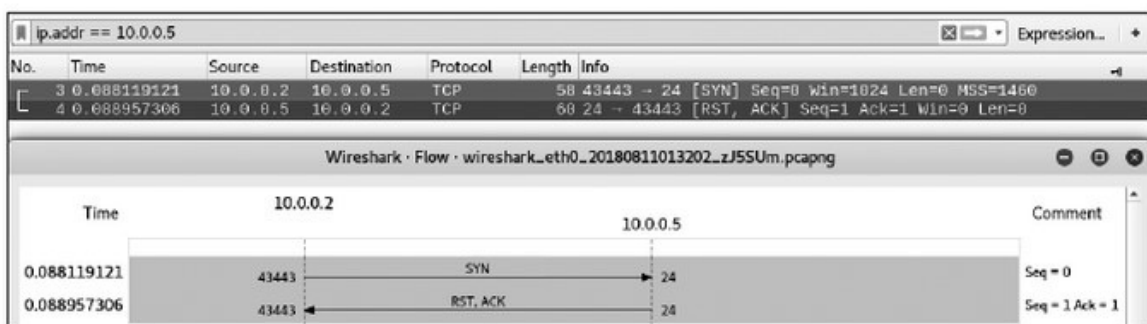 ip.addr == 10.0.0.5 Expression... +
No. Time Source Destination Protocol Length Info
3 0.088119121 10.0.0.2 10.0.0.5 TCP 58 43443 → 24 [SYN] Seq=0 Win=1024 Len=0 MSS=1460
4 0.088957306 10.0.0.5 10.0.0.2 TCP 60 24 → 43443 [RST, ACK] Seq=1 Ack=1 Win=0 Len=0
Wireshark · Flow · wireshark_eth0_20180811013202_zJ5SUm.pcapng
Time 10.0.0.2 10.0.0.5 Comment
0.088119121 43443 SYN 24 Seq = 0
0.088957306 43443 RST, ACK 24 Seq = 1 Ack = 1